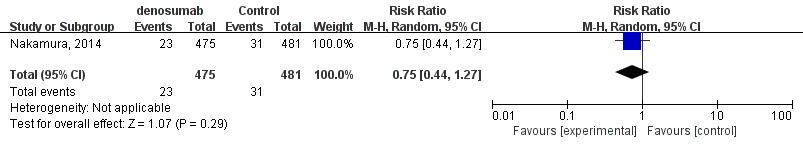 denosumab Control Risk Ratio Risk Ratio
Study or Subgroup Events Total Events Total Weight M-H, Random, 95% CI M-H, Random, 95% CI
Nakamura, 2014 23 475 31 481 100.0% 0.75 [0.44, 1.27]
Total (95% CI) 475 481 100.0% 0.75 [0.44, 1.27]
Total events 23 31
Heterogeneity: Not applicable
Test for overall effect: Z = 1.07 (P = 0.29)
0.01 0.1 1 10 100
Favours [experimental] Favours [control]